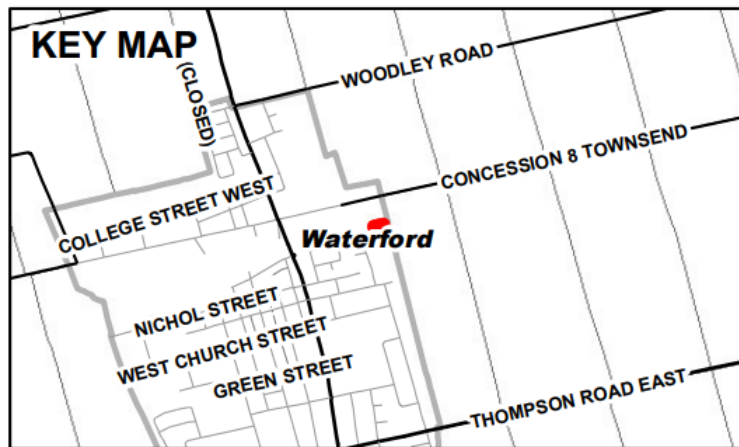 KEY MAP
(CLOSED)
WOODLEY ROAD
CONCESSION 8 TOWNSEND
COLLEGE STREET WEST
Waterford
NICHOL STREET
WEST CHURCH STREET
GREEN STREET
THOMPSON ROAD EAST